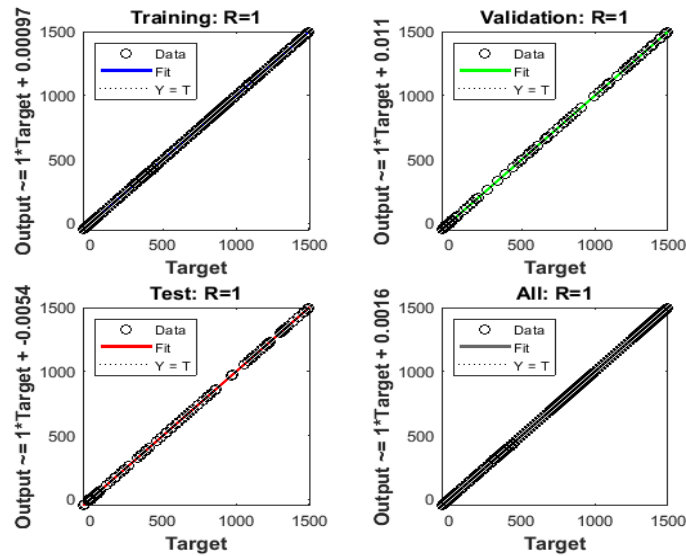 Training: R=1
Output ~= 1*Target + 0.00097
1500
1000
500
0
Data
Fit
Y = T
0 500 1000 1500
Target
Validation: R=1
Output ~= 1*Target + 0.011
1500
1000
500
0
Data
Fit
Y = T
0 500 1000 1500
Target
Test: R=1
Output ~= 1*Target + -0.0054
1500
1000
500
0
Data
Fit
Y = T
0 500 1000 1500
Target
All: R=1
Output ~= 1*Target + 0.0016
1500
1000
500
0
Data
Fit
Y = T
0 500 1000 1500
Target